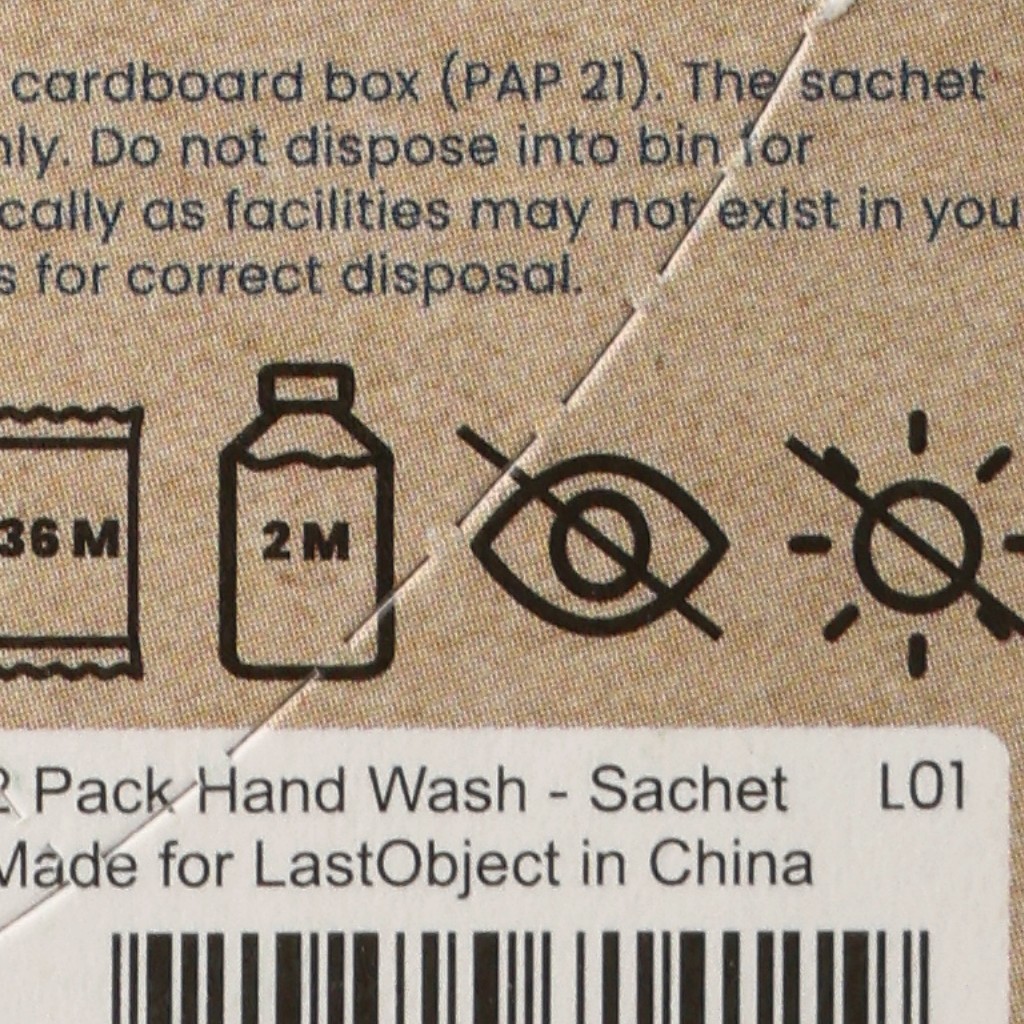 cardboard box (PAP 21). The sachet
nly. Do not dispose into bin for
cally as facilities may not exist in you
s for correct disposal.
36 M
2 M
2 Pack Hand Wash - Sachet L01
Made for LastObject in China